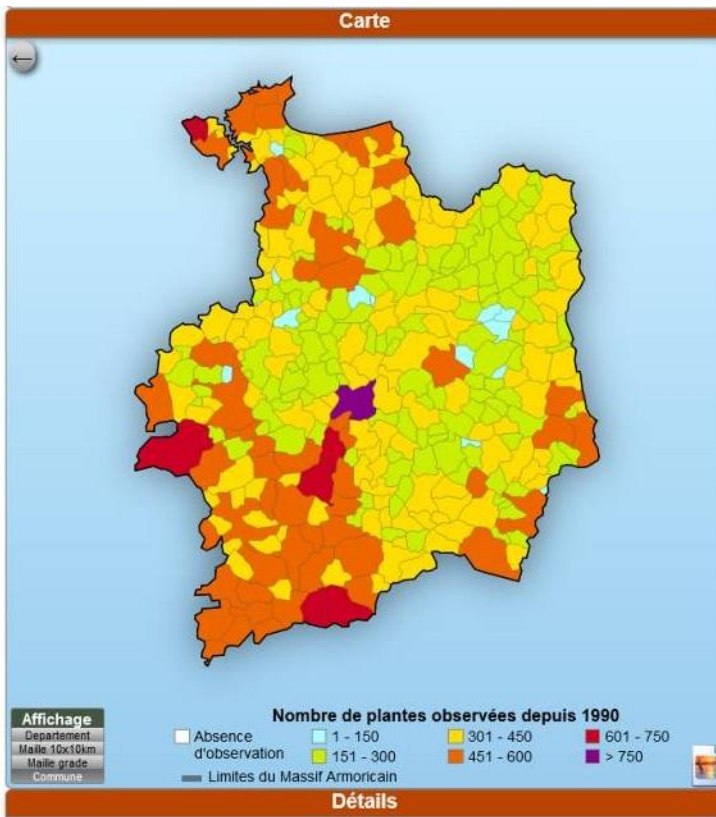 Carte
←
Affichage
Departement
Maille 10x10km
Maille grade
Commune
Nombre de plantes observées depuis 1990
Absence d'observation
1 - 150
301 - 450
601 - 750
151 - 300
451 - 600
> 750
Limites du Massif Armoricain
Détails